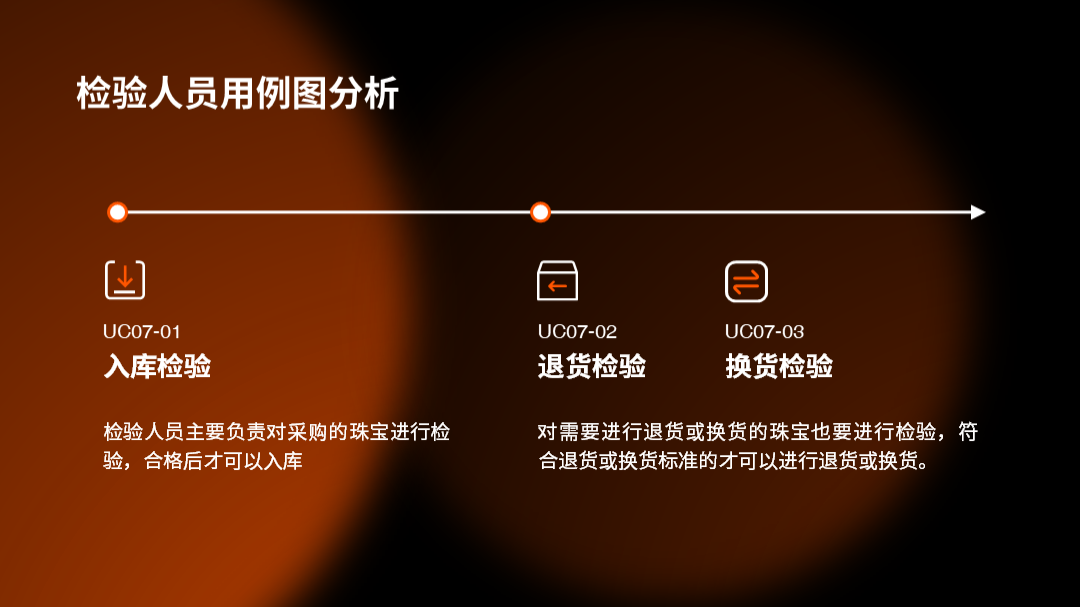 检验人员用例图分析
UC07-01
入库检验
检验人员主要负责对采购的珠宝进行检
验，合格后才可以入库
UC07-02
退货检验
UC07-03
换货检验
对需要进行退货或换货的珠宝也要进行检验，符
合退货或换货标准的才可以进行退货或换货。